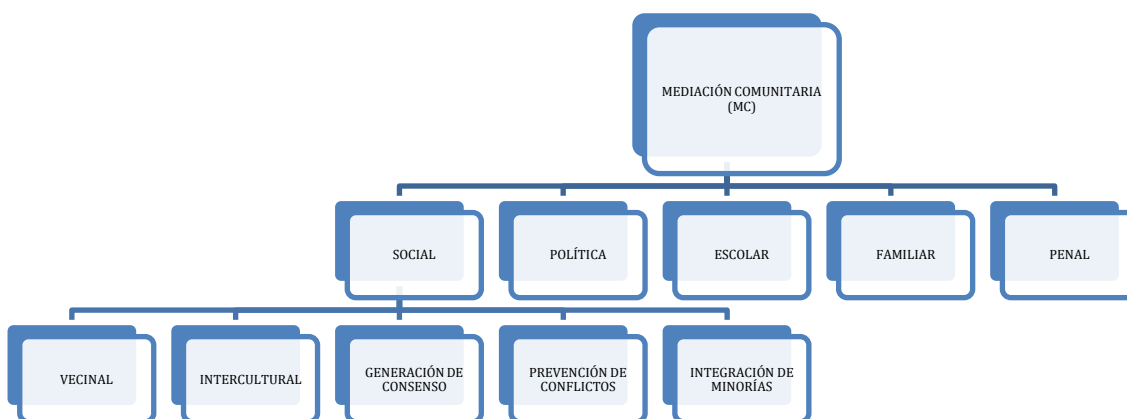 MEDIACIÓN COMUNITARIA
(MC)
SOCIAL
POLÍTICA
ESCOLAR
FAMILIAR
PENAL
VECINAL
INTERCULTURAL
GENERACIÓN DE
CONSENSO
PREVENCIÓN DE
CONFLICTOS
INTEGRACIÓN DE
MINORÍAS